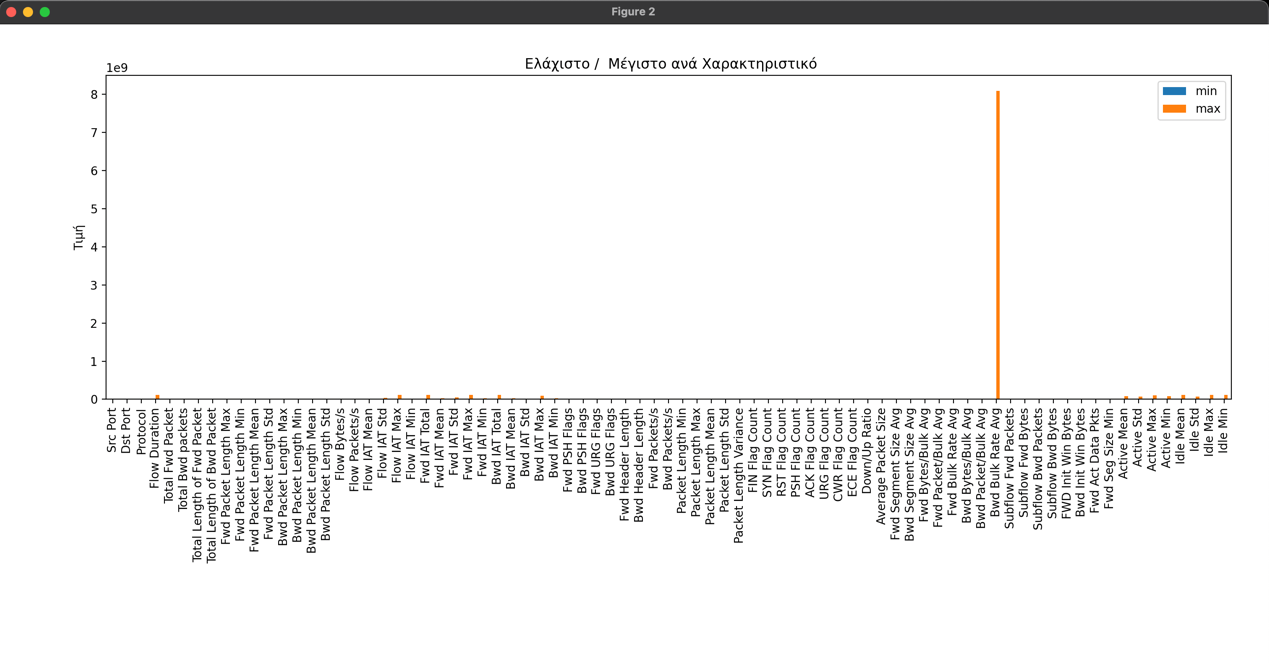 Figure 2
Ελάχιστο /  Μέγιστο ανά Χαρακτηριστικό
1e9
min
max
8
7
6
5
4
3
2
1
0
Τιμή
Src Port
Dst Port
Protocol
Flow Duration
Total Fwd Packet
Total Bwd packets
Total Length of Fwd Packet
Total Length of Bwd Packet
Fwd Packet Length Max
Fwd Packet Length Min
Fwd Packet Length Mean
Fwd Packet Length Std
Bwd Packet Length Max
Bwd Packet Length Min
Bwd Packet Length Mean
Bwd Packet Length Std
Flow Bytes/s
Flow Packets/s
Flow IAT Mean
Flow IAT Std
Flow IAT Max
Flow IAT Min
Fwd IAT Total
Fwd IAT Mean
Fwd IAT Std
Fwd IAT Max
Fwd IAT Min
Bwd IAT Total
Bwd IAT Mean
Bwd IAT Std
Bwd IAT Max
Bwd IAT Min
Fwd PSH Flags
Bwd PSH Flags
Fwd URG Flags
Bwd URG Flags
Fwd Header Length
Bwd Header Length
Fwd Packets/s
Bwd Packets/s
Packet Length Min
Packet Length Max
Packet Length Mean
Packet Length Std
Packet Length Variance
FIN Flag Count
SYN Flag Count
RST Flag Count
PSH Flag Count
ACK Flag Count
URG Flag Count
CWR Flag Count
ECE Flag Count
Down/Up Ratio
Average Packet Size
Fwd Segment Size Avg
Bwd Segment Size Avg
Fwd Bytes/Bulk Avg
Fwd Packet/Bulk Avg
Fwd Bulk Rate Avg
Bwd Bytes/Bulk Avg
Bwd Packet/Bulk Avg
Bwd Bulk Rate Avg
Subflow Fwd Packets
Subflow Fwd Bytes
Subflow Bwd Packets
Subflow Bwd Bytes
FWD Init Win Bytes
Bwd Init Win Bytes
Fwd Act Data Pkts
Fwd Seg Size Min
Active Mean
Active Std
Active Max
Active Min
Idle Mean
Idle Std
Idle Max
Idle Min